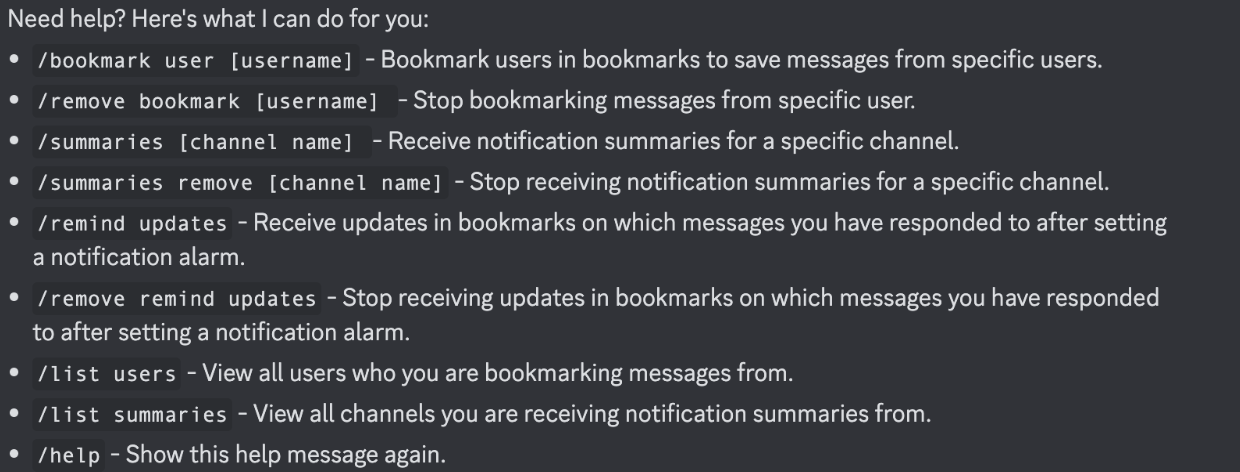 Need help? Here's what I can do for you:
• /bookmark user [username] - Bookmark users in bookmarks to save messages from specific users.
• /remove bookmark [username] - Stop bookmarking messages from specific user.
• /summaries [channel name] - Receive notification summaries for a specific channel.
• /summaries remove [channel name] - Stop receiving notification summaries for a specific channel.
• /remind updates - Receive updates in bookmarks on which messages you have responded to after setting
a notification alarm.
• /remove remind updates - Stop receiving updates in bookmarks on which messages you have responded
to after setting a notification alarm.
• /list users - View all users who you are bookmarking messages from.
• /list summaries - View all channels you are receiving notification summaries from.
• /help - Show this help message again.